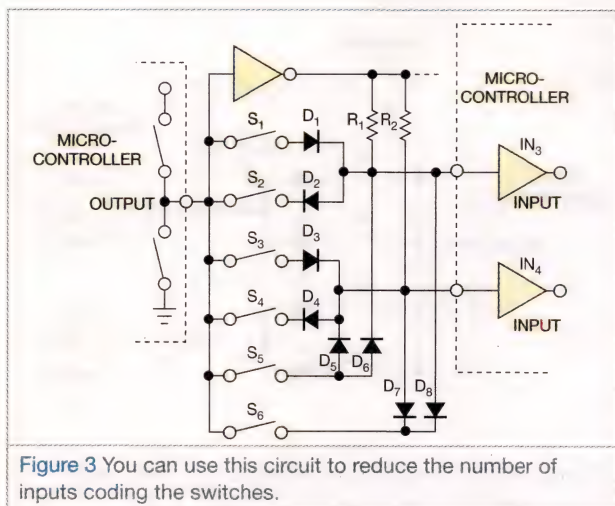 MICRO-
CONTROLLER
OUTPUT
S1
D1
S2
D2
S3
D3
S4
D4
S5
D5
D6
S6
D7
D8
R1
R2
MICRO-
CONTROLLER
IN3
INPUT
IN4
INPUT
Figure 3 You can use this circuit to reduce the number of
inputs coding the switches.